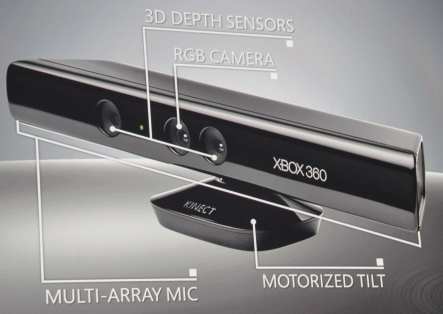 3D DEPTH SENSORS
RGB CAMERA
XBOX 360
KINECT
MOTORIZED TILT
MULTI-ARRAY MIC